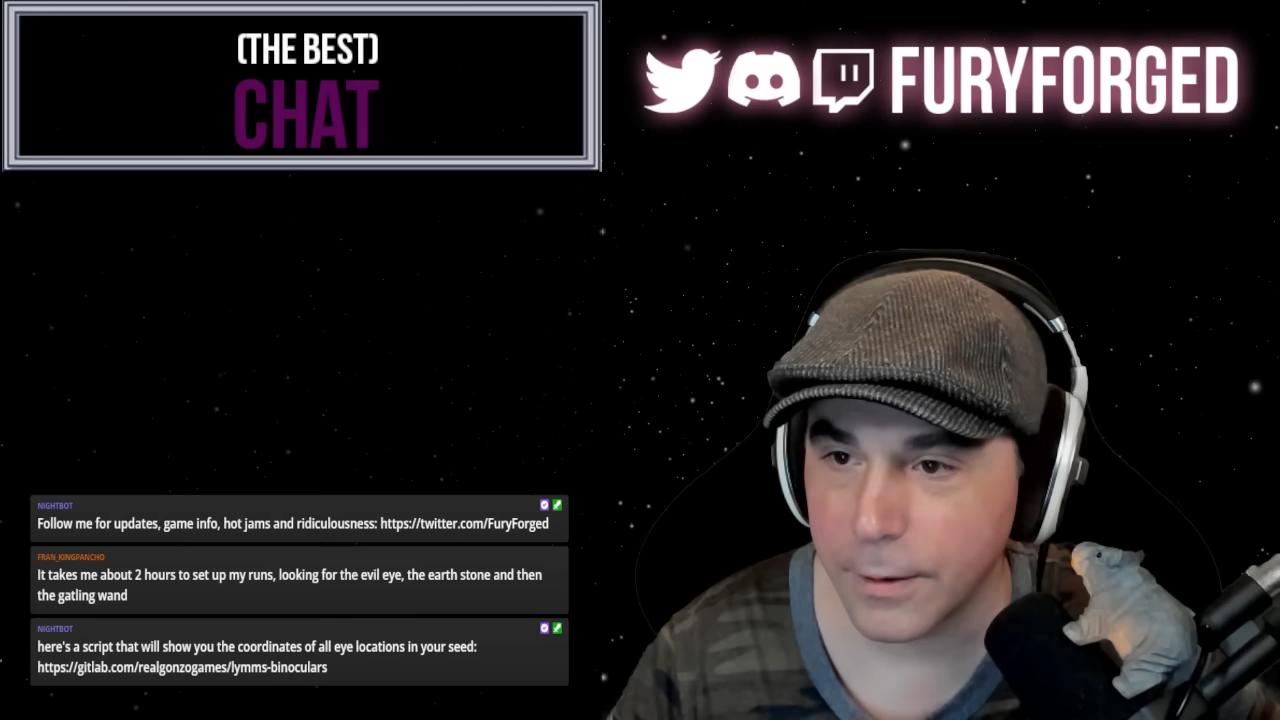 (THE BEST)
CHAT
FURYFORGED
NIGHTBOT
Follow me for updates, game info, hot jams and ridiculousness: https://twitter.com/FuryForged
FRAN_KINGPANCHO
It takes me about 2 hours to set up my runs, looking for the evil eye, the earth stone and then
the gatling wand
NIGHTBOT
here's a script that will show you the coordinates of all eye locations in your seed:
https://gitlab.com/realgonzogames/lymms-binoculars